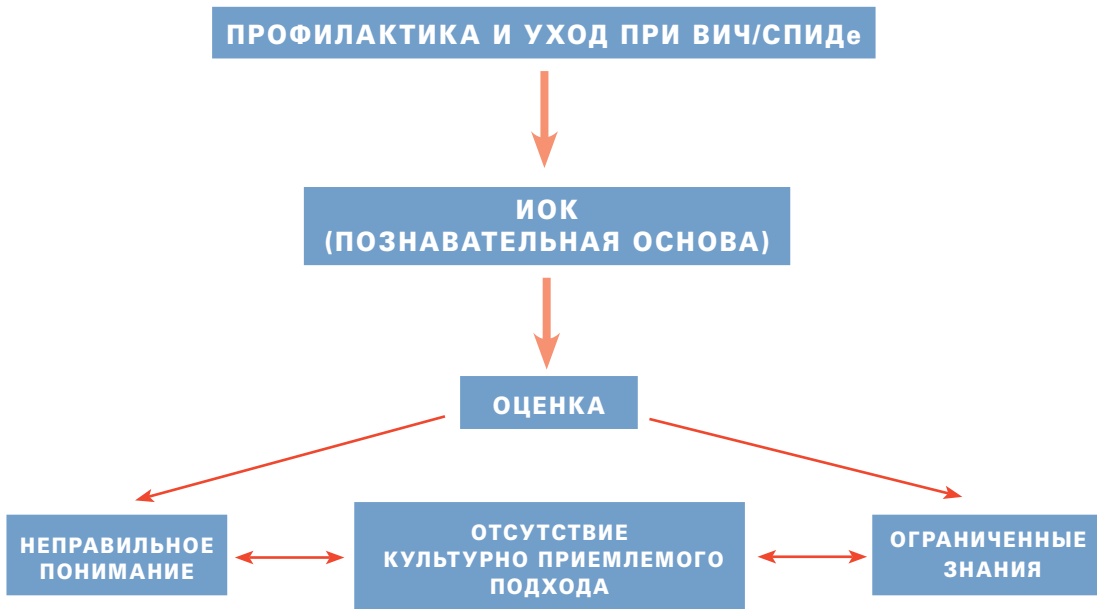 ПРОФИЛАКТИКА И УХОД ПРИ ВИЧ/СПИДе
ИОК
(ПОЗНАВАТЕЛЬНАЯ ОСНОВА)
ОЦЕНКА
НЕПРАВИЛЬНОЕ
ПОНИМАНИЕ
ОТСУТСТВИЕ
КУЛЬТУРНО ПРИЕМЛЕМОГО
ПОДХОДА
ОГРАНИЧЕННЫЕ
ЗНАНИЯ